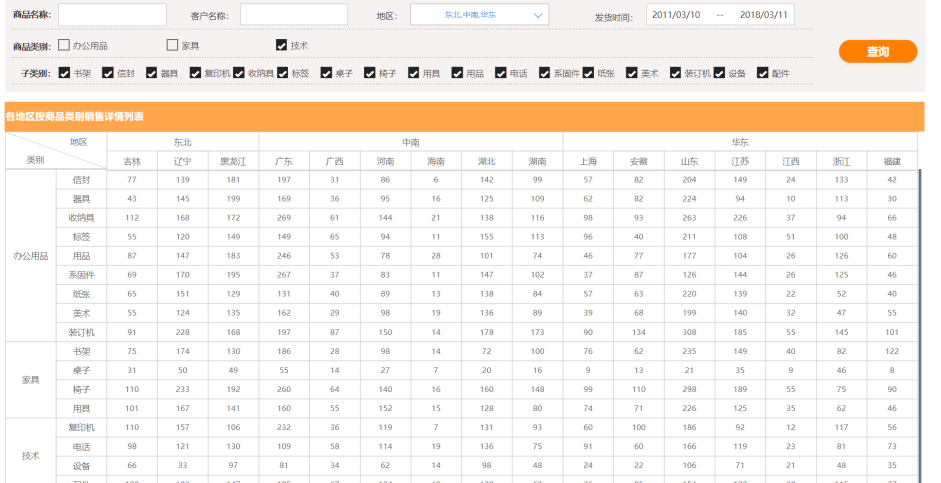 商品名称: 客户名称: 地区: 东北,中南,华东 发货时间: 2011/03/10 -- 2018/03/11
商品类别: 办公用品 家具 技术
查询
子类别: 书架 信封 器具 复印机 收纳具 标签 桌子 椅子 用具 用品 电话 系固件 纸张 美术 装订机 设备 配件
各地区按商品类别销售详情列表
地区 东北 中南 华东
类别 吉林 辽宁 黑龙江 广东 广西 河南 海南 湖北 湖南 上海 安徽 山东 江苏 江西 浙江 福建
信封 77 139 181 197 31 86 6 142 99 57 82 204 149 24 133 42
器具 43 145 199 169 36 95 16 125 109 62 82 224 94 10 113 30
收纳具 112 168 172 269 61 144 21 138 116 98 93 263 226 37 94 66
标签 55 120 149 149 65 94 11 155 113 96 40 211 108 51 100 48
办公用品 用品 87 147 183 246 53 78 28 101 74 46 77 177 104 26 126 60
系固件 69 170 195 267 37 83 11 147 102 37 87 126 144 26 125 46
纸张 65 151 129 131 40 89 13 138 84 57 63 220 139 22 52 40
美术 55 124 135 162 29 98 19 136 89 39 68 199 140 32 47 55
装订机 91 228 168 197 87 150 14 178 173 90 134 308 185 55 145 101
书架 75 174 130 186 28 98 14 72 100 76 62 235 149 40 82 122
桌子 31 50 49 55 14 27 7 20 16 9 13 21 35 9 46 8
家具 椅子 110 233 192 260 64 140 16 160 148 99 110 298 189 55 75 90
用具 101 167 141 160 55 152 15 128 80 74 71 226 125 35 62 46
复印机 110 157 106 232 36 119 7 131 93 60 100 186 92 12 117 56
电话 98 121 130 109 58 114 19 136 75 91 60 166 119 23 81 73
技术 设备 66 33 97 81 34 62 14 98 48 24 22 106 71 21 48 35